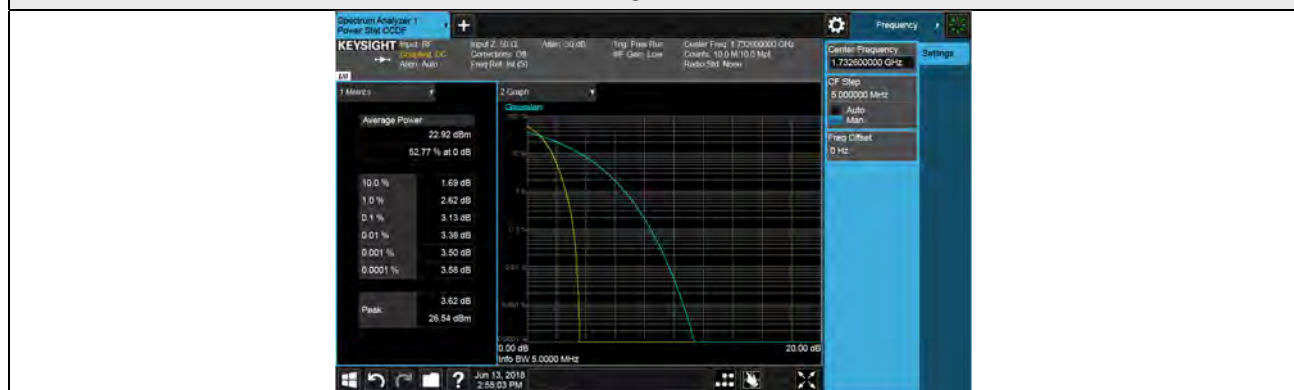 Spectrum Analyzer 1
Power Stat CCDF
+
Frequency
KEYSIGHT Input: RF
Coupling: DC
Atten: Auto
Input Z: 50 Ω
Corrections: Off
Freq Ref: Int (S)
Trig: Free Run
#IF Gain: Low
Center Freq: 1.732600000 GHz
Counts: 10.0 M/10.0 Mpt
Radio Std: None
Center Frequency
1.732600000 GHz
Settings
CF Step
5.000000 MHz
Auto
Man
Freq Offset
0 Hz
1 Metrics
2 Graph
Gaussian
Average Power
22.92 dBm
52.77 % at 0 dB
10.0 % 1.69 dB
1.0 % 2.62 dB
0.1 % 3.13 dB
0.01 % 3.38 dB
0.001 % 3.50 dB
0.0001 % 3.58 dB
Peak 3.62 dB
26.54 dBm
0.00 dB 20.00 dB
Info BW 5.0000 MHz
? Jun 13, 2018
2:55:03 PM